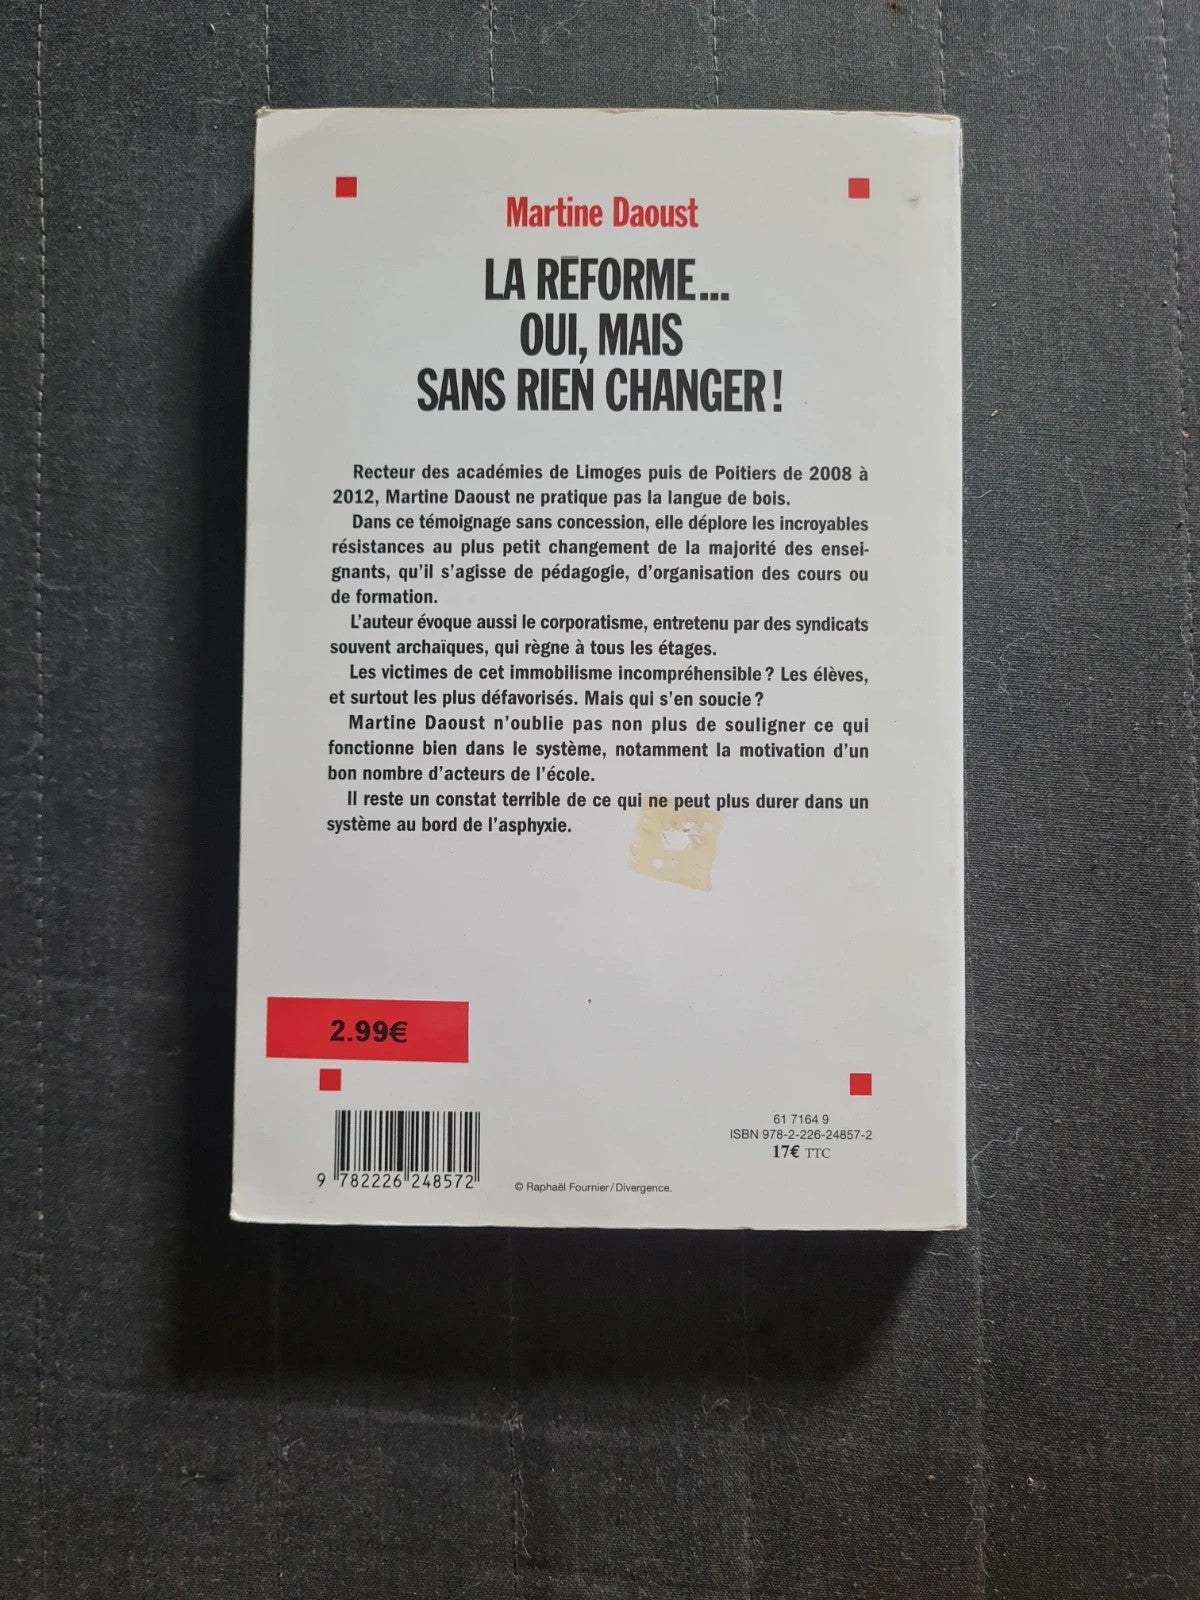 Martine Daoust
LA RÉFORME...
OUI, MAIS
SANS RIEN CHANGER !
Recteur des académies de Limoges puis de Poitiers de 2008 à
2012, Martine Daoust ne pratique pas la langue de bois.
Dans ce témoignage sans concession, elle déplore les incroyables
résistances au plus petit changement de la majorité des ensei-
gnants, qu'il s'agisse de pédagogie, d'organisation des cours ou
de formation.
L'auteur évoque aussi le corporatisme, entretenu par des syndicats
souvent archaïques, qui règne à tous les étages.
Les victimes de cet immobilisme incompréhensible ? Les élèves,
et surtout les plus défavorisés. Mais qui s'en soucie ?
Martine Daoust n'oublie pas non plus de souligner ce qui
fonctionne bien dans le système, notamment la motivation d'un
bon nombre d'acteurs de l'école.
Il reste un constat terrible de ce qui ne peut plus durer dans un
système au bord de l'asphyxie.
2.99€
61 7164 9
ISBN 978-2-226-24857-2
17€ TTC
9 782226 248572
© Raphaël Fournier/Divergence.